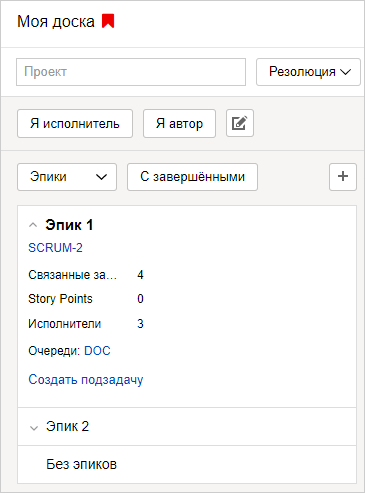 Моя доска
Проект
Резолюция
Я исполнитель
Я автор
Эпики
С завершёнными
Эпик 1
SCRUM-2
Связанные за... 4
Story Points 0
Исполнители 3
Очереди: DOC
Создать подзадачу
Эпик 2
Без эпиков